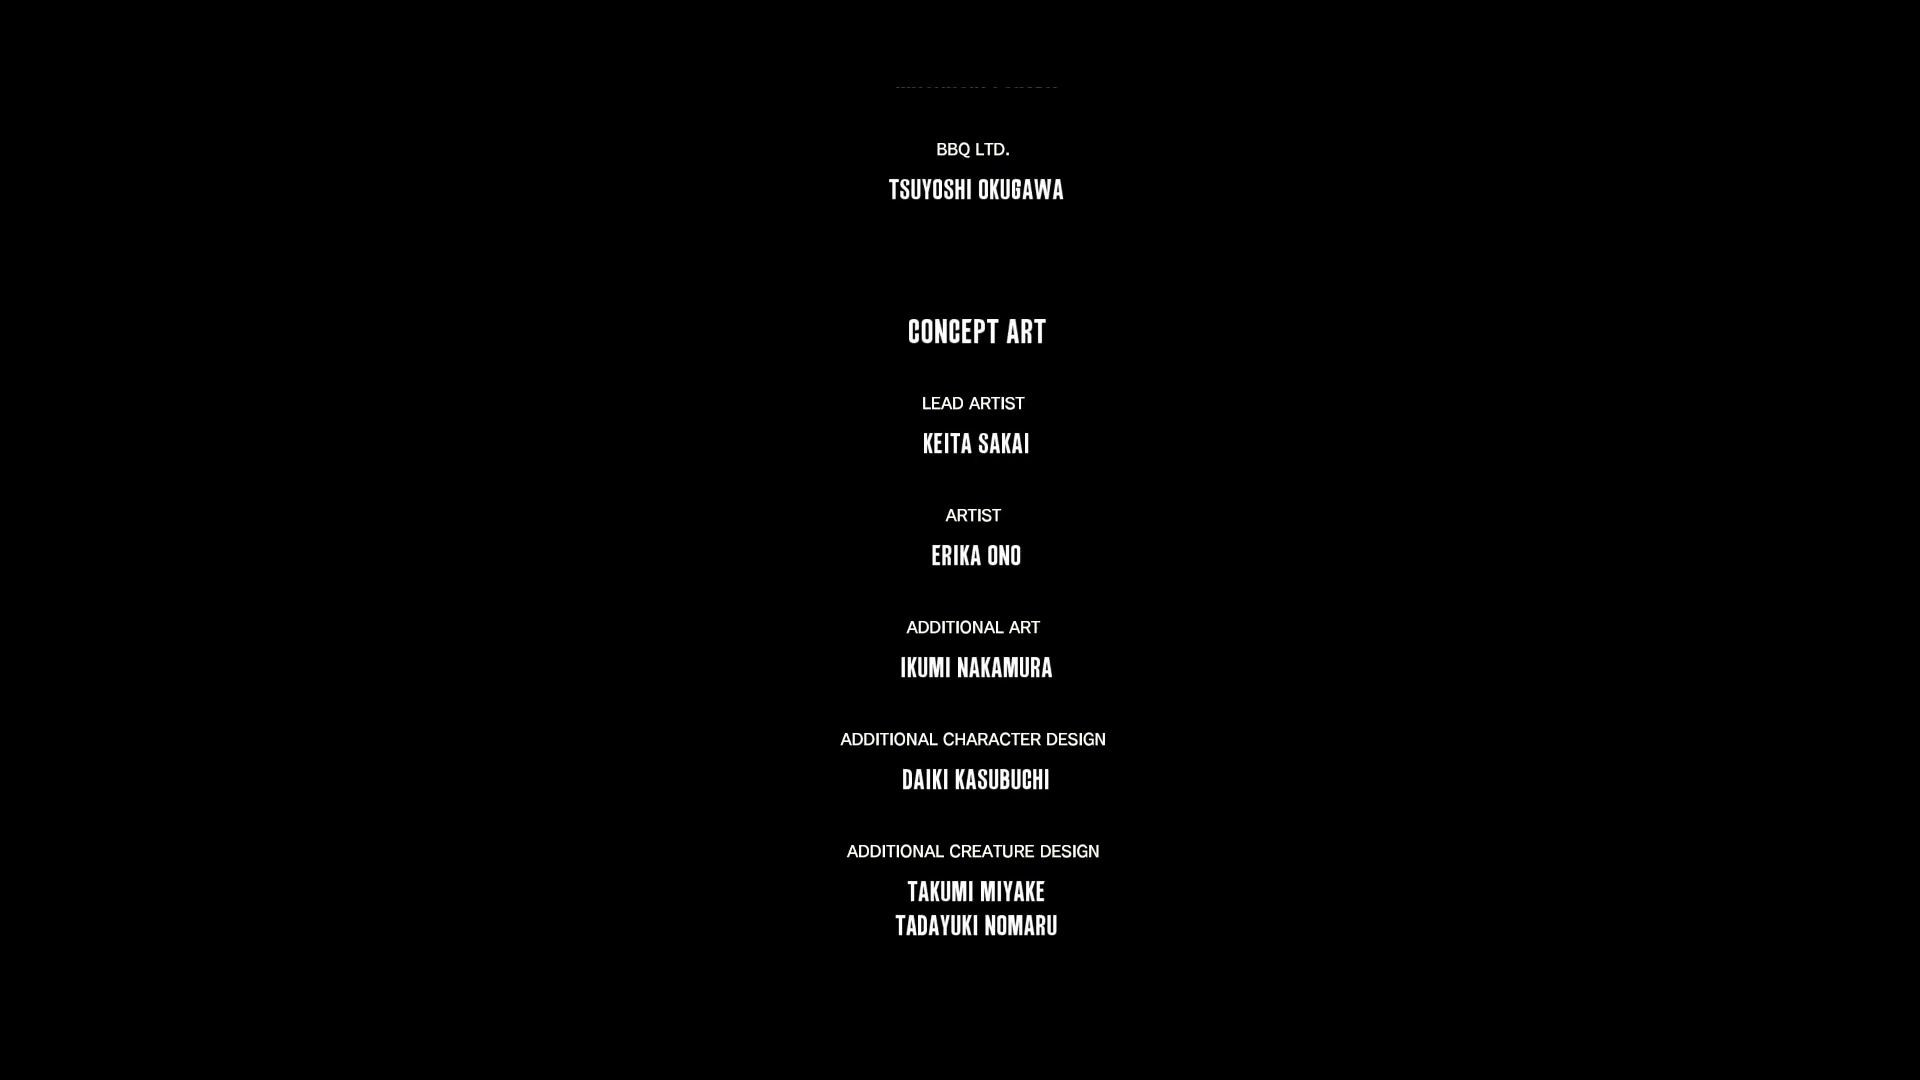 BBQ LTD.
TSUYOSHI OKUGAWA
CONCEPT ART
LEAD ARTIST
KEITA SAKAI
ARTIST
ERIKA ONO
ADDITIONAL ART
IKUMI NAKAMURA
ADDITIONAL CHARACTER DESIGN
DAIKI KASUBUCHI
ADDITIONAL CREATURE DESIGN
TAKUMI MIYAKE
TADAYUKI NOMARU